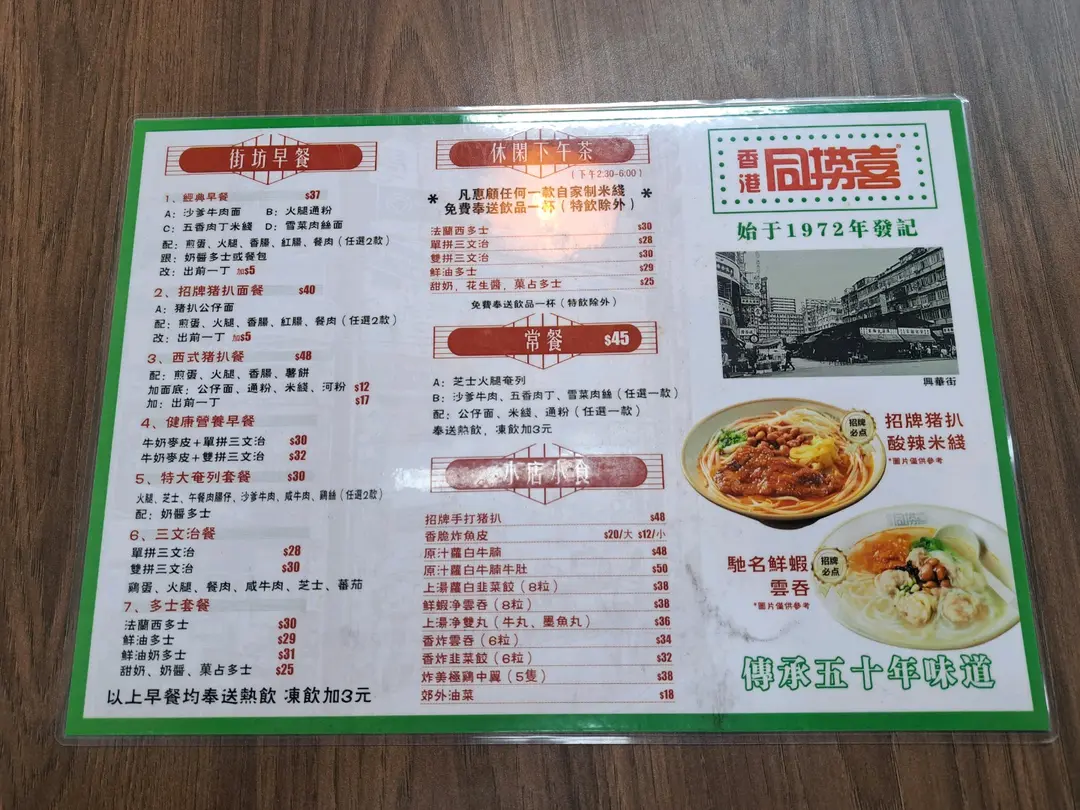 街坊早餐
1、經典早餐 $37
A：沙爹牛肉面 B：火腿通粉
C：五香肉丁米綫 D：雪菜肉絲面
配：煎蛋、火腿、香腸、紅腸、餐肉（任選2款）
跟：奶醬多士或餐包
改：出前一丁 加$5
2、招牌豬扒面餐 $40
A：豬扒公仔面
配：煎蛋、火腿、香腸、紅腸、餐肉（任選2款）
改：出前一丁 加$5
3、西式豬扒餐 $48
配：煎蛋、火腿、香腸、薯餅
加面底：公仔面、通粉、米綫、河粉 $12
加：出前一丁 $17
4、健康營養早餐
牛奶麥皮+單拼三文治 $30
牛奶麥皮+雙拼三文治 $32
5、特大奄列套餐 $30
火腿、芝士、午餐肉腸仔、沙爹牛肉、咸牛肉、鷄絲（任選2款）
配：奶醬多士
6、三文治餐
單拼三文治 $28
雙拼三文治 $30
鷄蛋、火腿、餐肉、咸牛肉、芝士、蕃茄
7、多士套餐
法蘭西多士 $30
鮮油多士 $29
鮮油奶多士 $31
甜奶、奶醬、菓占多士 $25
以上早餐均奉送熱飲 凍飲加3元
休閑下午茶
（下午2:30-6:00）
* 凡惠顧任何一款自家制米綫 *
免費奉送飲品一杯（特飲除外）
法蘭西多士 $30
單拼三文治 $28
雙拼三文治 $30
鮮油多士 $29
甜奶，花生醬，菓占多士 $25
免費奉送飲品一杯（特飲除外）
常餐 $45
A：芝士火腿奄列
B：沙爹牛肉、五香肉丁、雪菜肉絲（任選一款）
配：公仔面、米綫、通粉（任選一款）
奉送熱飲，凍飲加3元
小店小食
招牌手打豬扒 $48
香脆炸魚皮 $20/大 $12/小
原汁蘿白牛腩 $48
原汁蘿白牛腩牛肚 $50
上湯蘿白韭菜餃（8粒） $38
鮮蝦净雲吞（8粒） $38
上湯净雙丸（牛丸、墨魚丸） $36
香炸雲吞（6粒） $34
香炸韭菜餃（6粒） $32
炸美極鷄中翼（5隻） $38
郊外油菜 $18
香港 同撈喜
始于1972年發記
興華街
招牌必点
招牌豬扒
酸辣米綫
*圖片僅供參考
招牌必点
馳名鮮蝦
雲吞
*圖片僅供參考
傳承五十年味道